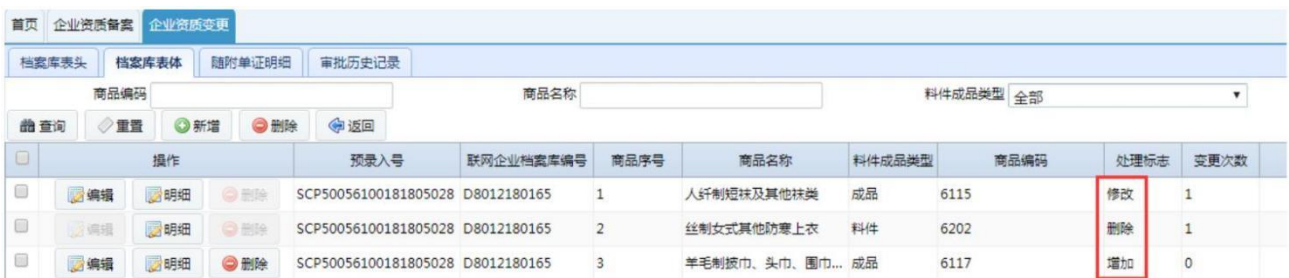 首页 企业资质备案 企业资质变更
档案库表头 档案库表体 随附单证明细 审批历史记录
商品编码 商品名称 料件成品类型 全部
查询 重置 新增 删除 返回
操作 预录入号 联网企业档案库编号 商品序号 商品名称 料件成品类型 商品编码 处理标志 变更次数
编辑 明细 删除 SCP50056100181805028 D8012180165 1 人纤制短袜及其他袜类 成品 6115 修改 1
编辑 明细 删除 SCP50056100181805028 D8012180165 2 丝制女式其他防寒上衣 料件 6202 删除 1
编辑 明细 删除 SCP50056100181805028 D8012180165 3 羊毛制披巾、头巾、围巾... 成品 6117 增加 0